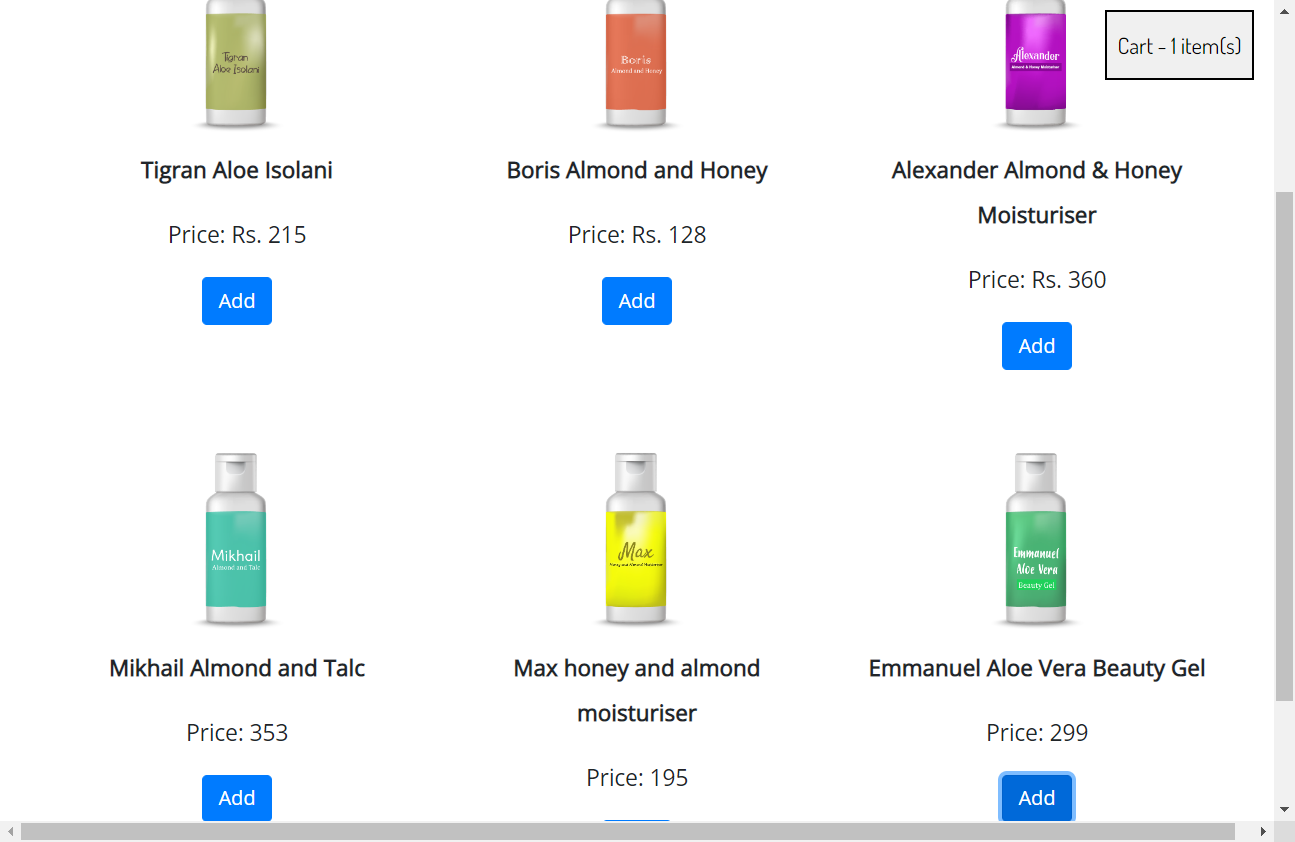 Cart - 1 item(s)
Tigran
Aloe Isolani
Boris
Almond and Honey
Alexander
Almond & Honey Moisturiser
Tigran Aloe Isolani
Boris Almond and Honey
Alexander Almond & Honey
Moisturiser
Price: Rs. 215
Price: Rs. 128
Price: Rs. 360
Add
Add
Add
Mikhail
Almond and Talc
Max
Honey and Almond Moisturiser
Emmanuel
Aloe Vera
Beauty Gel
Mikhail Almond and Talc
Max honey and almond
moisturiser
Emmanuel Aloe Vera Beauty Gel
Price: 353
Price: 195
Price: 299
Add
Add